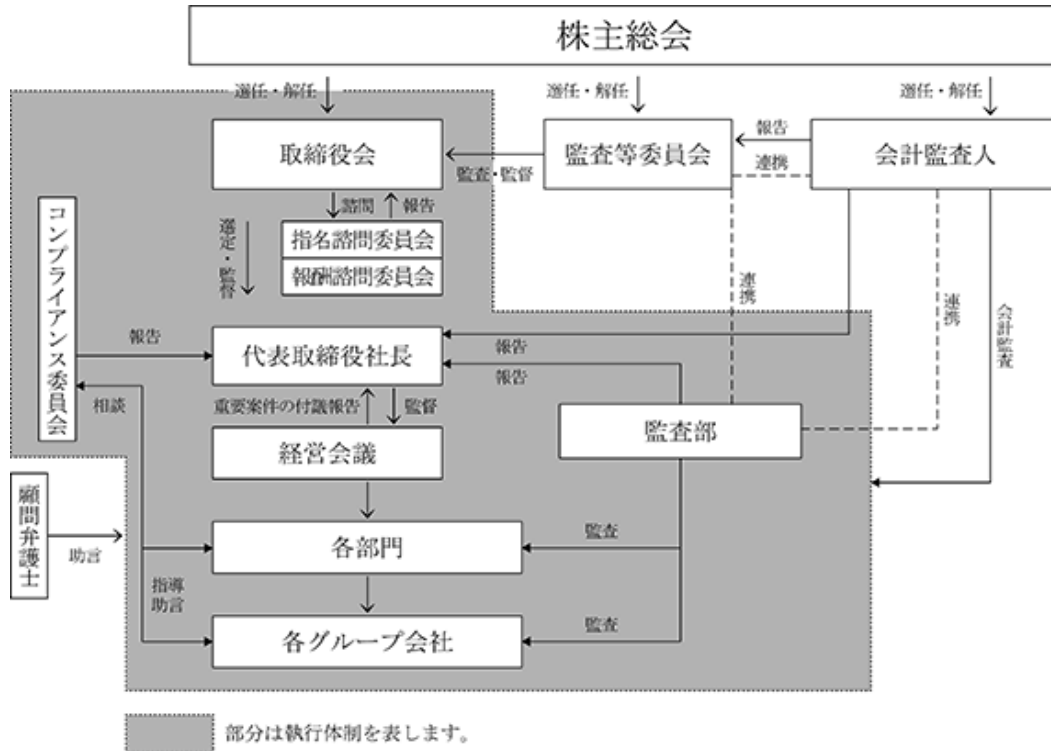 株主総会
選任・解任
選任・解任
選任・解任
取締役会
監査等委員会
会計監査人
報告
連携
監査・監督
諮問
報告
指名諮問委員会
報酬諮問委員会
選定・監督
コンプライアンス委員会
連携
連携
会計監査
報告
代表取締役社長
報告
報告
相談
重要案件の付議報告
監督
経営会議
監査部
顧問弁護士
助言
各部門
監査
指導
助言
各グループ会社
監査
部分は執行体制を表します。